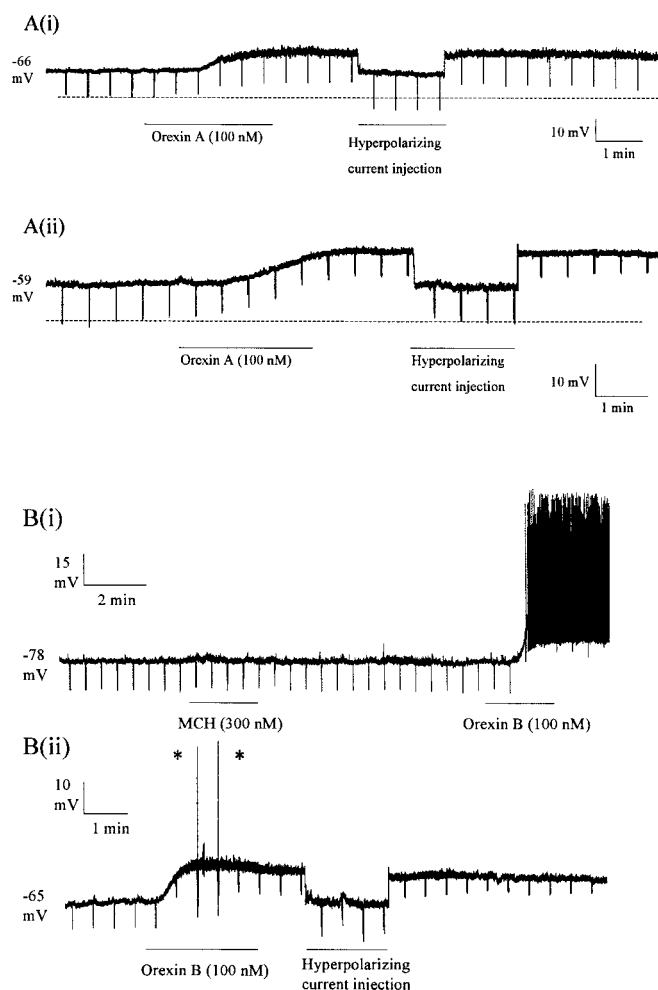 A(i)
-66
mV
Orexin A (100 nM)
Hyperpolarizing
current injection
10 mV
1 min
A(ii)
-59
mV
Orexin A (100 nM)
Hyperpolarizing
current injection
10 mV
1 min
B(i)
15
mV
2 min
-78
mV
MCH (300 nM)
Orexin B (100 nM)
B(ii)
10
mV
1 min
* *
-65
mV
Orexin B (100 nM)
Hyperpolarizing
current injection